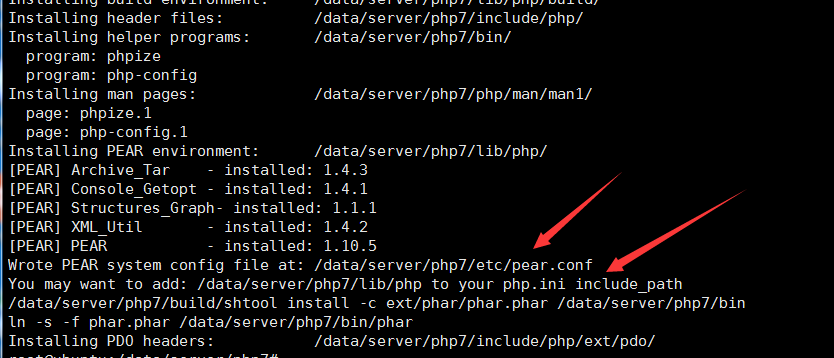 Installing build environment: /data/server/php7/lib/php/build/
Installing header files: /data/server/php7/include/php/
Installing helper programs: /data/server/php7/bin/
program: phpize
program: php-config
Installing man pages: /data/server/php7/php/man/man1/
page: phpize.1
page: php-config.1
Installing PEAR environment: /data/server/php7/lib/php/
[PEAR] Archive_Tar - installed: 1.4.3
[PEAR] Console_Getopt - installed: 1.4.1
[PEAR] Structures_Graph- installed: 1.1.1
[PEAR] XML_Util - installed: 1.4.2
[PEAR] PEAR - installed: 1.10.5
Wrote PEAR system config file at: /data/server/php7/etc/pear.conf
You may want to add: /data/server/php7/lib/php to your php.ini include_path
/data/server/php7/build/shtool install -c ext/phar/phar.phar /data/server/php7/bin
ln -s -f phar.phar /data/server/php7/bin/phar
Installing PDO headers: /data/server/php7/include/php/ext/pdo/
root@ubuntu:/data/server/php7#